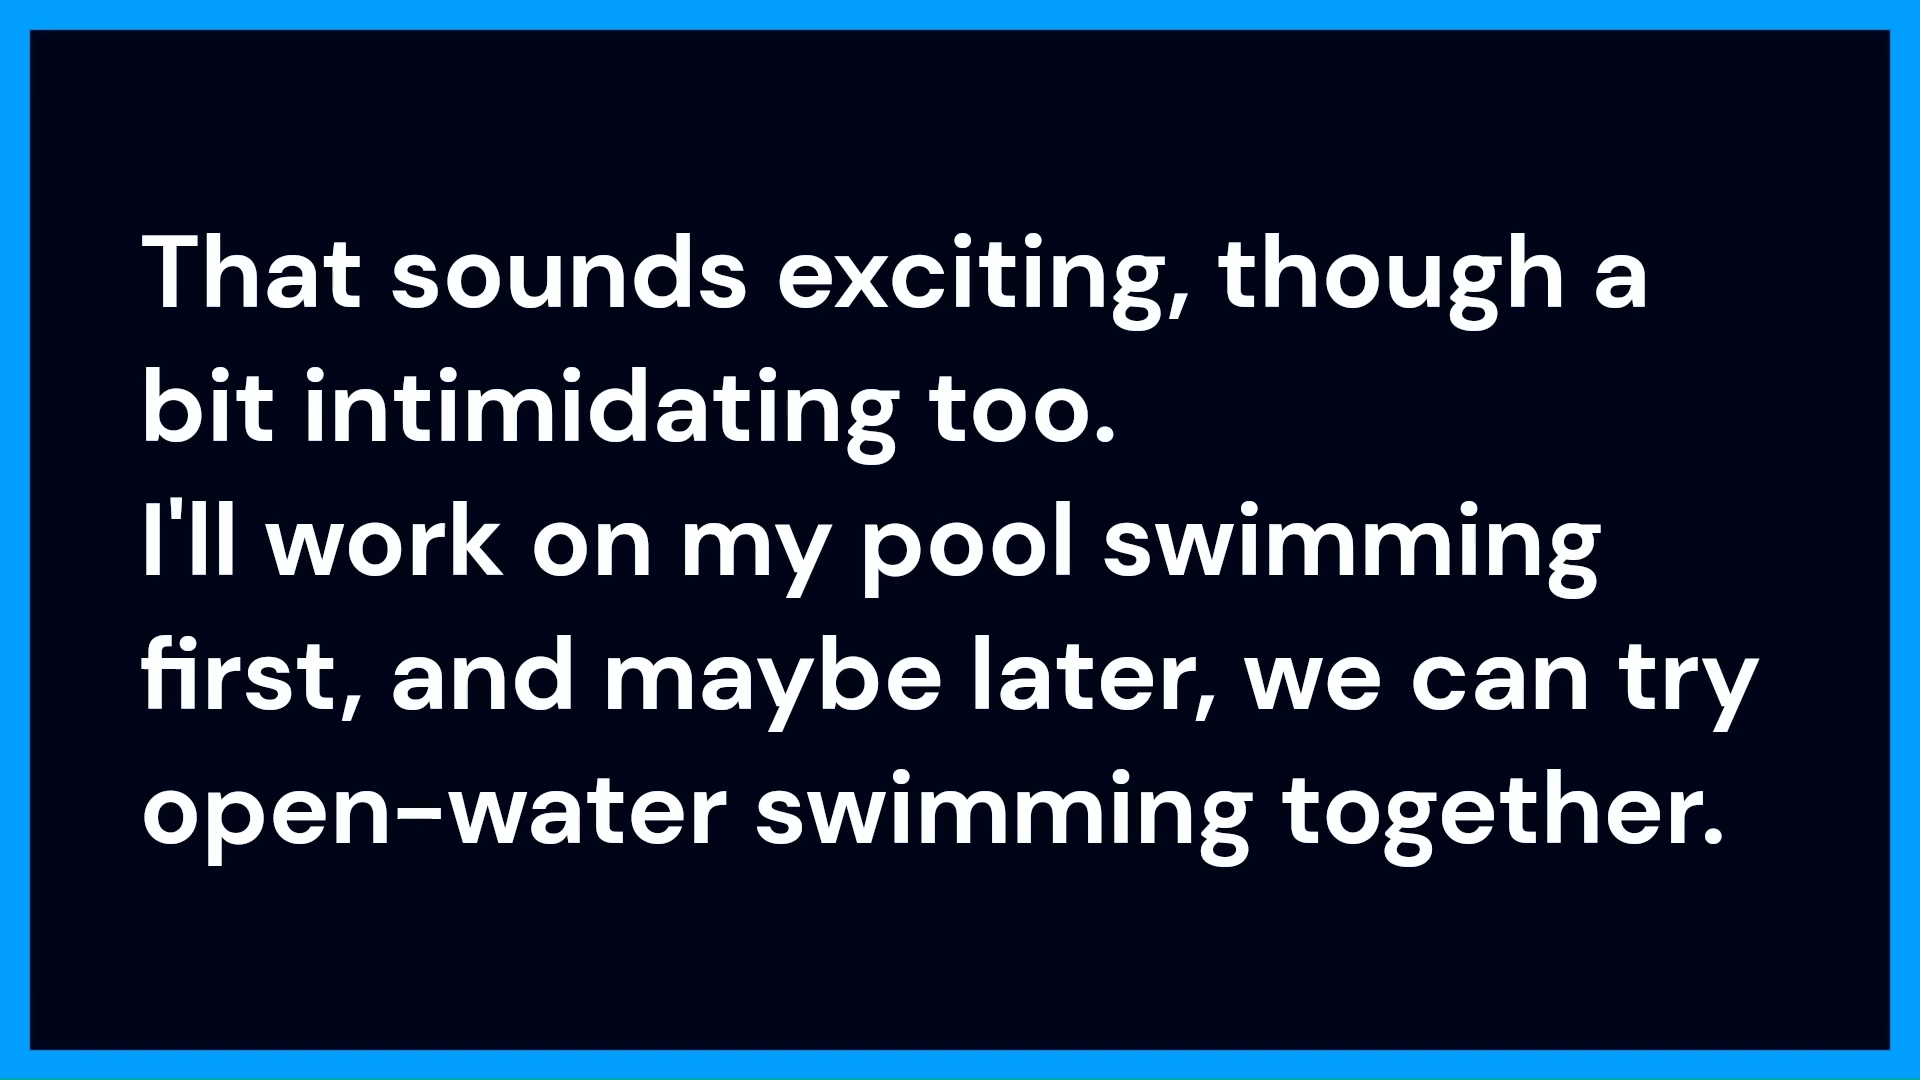 That sounds exciting, though a
bit intimidating too.
I'll work on my pool swimming
first, and maybe later, we can try
open-water swimming together.